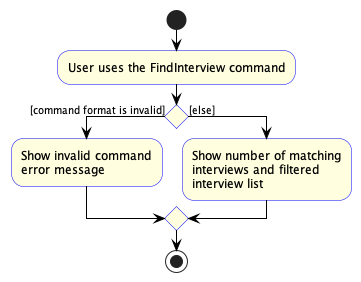 User uses the FindInterview command
[command format is invalid]
[else]
Show invalid command
error message
Show number of matching
interviews and filtered
interview list